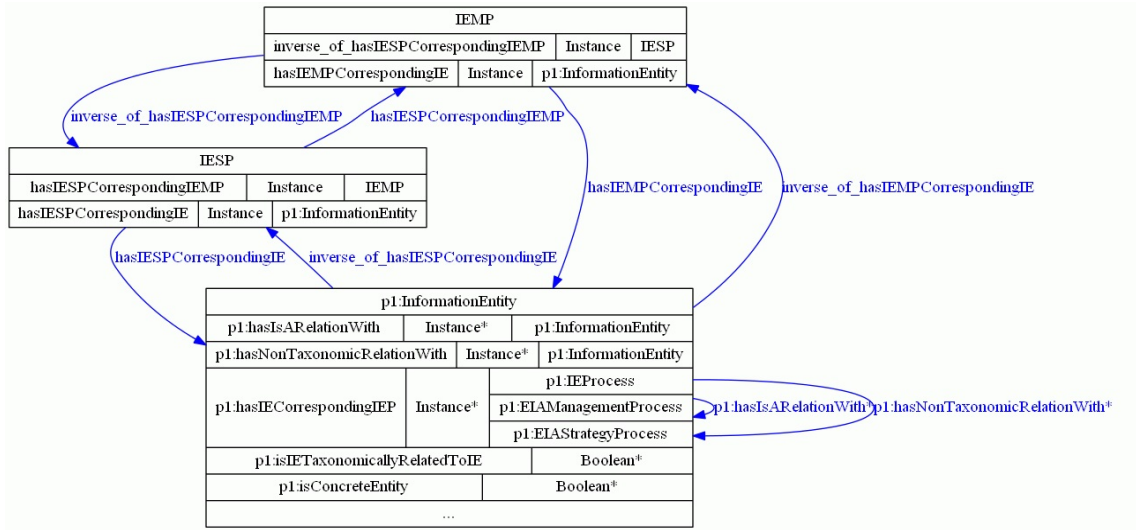 IEMP
inverse_of_hasIESPCorrespondingIEMP Instance IESP
hasIEMPCorrespondingIE Instance p1:InformationEntity
inverse_of_hasIESPCorrespondingIEMP hasIESPCorrespondingIEMP
IESP
hasIESPCorrespondingIEMP Instance IEMP
hasIESPCorrespondingIE Instance p1:InformationEntity
hasIEMPCorrespondingIE inverse_of_hasIEMPCorrespondingIE
hasIESPCorrespondingIE inverse_of_hasIESPCorrespondingIE
p1:InformationEntity
p1:hasIsARelationWith Instance* p1:InformationEntity
p1:hasNonTaxonomicRelationWith Instance* p1:InformationEntity
p1:hasIECorrespondingIEP Instance* p1:IEProcess
p1:EIAManagementProcess
p1:EIAStrategyProcess
p1:hasIsARelationWith* p1:hasNonTaxonomicRelationWith*
p1:isIETaxonomicallyRelatedToIE Boolean*
p1:isConcreteEntity Boolean*
...